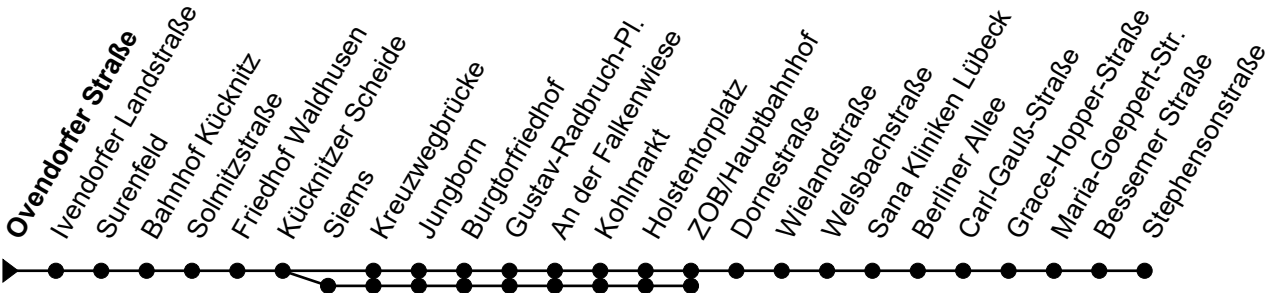 Ovendorfer Straße
Ivendorfer Landstraße
Surenfeld
Bahnhof Kücknitz
Solmitzstraße
Friedhof Waldhusen
Kücknitzer Scheide
Siems
Kreuzwegbrücke
Jungborn
Burgtorfriedhof
Gustav-Radbruch-Pl.
An der Falkenwiese
Kohlmarkt
Holstentorplatz
ZOB/Hauptbahnhof
Dornestraße
Wielandstraße
Welsbachstraße
Sana Kliniken Lübeck
Berliner Allee
Carl-Gauß-Straße
Grace-Hopper-Straße
Maria-Goeppert-Str.
Bessemer Straße
Stephensonstraße